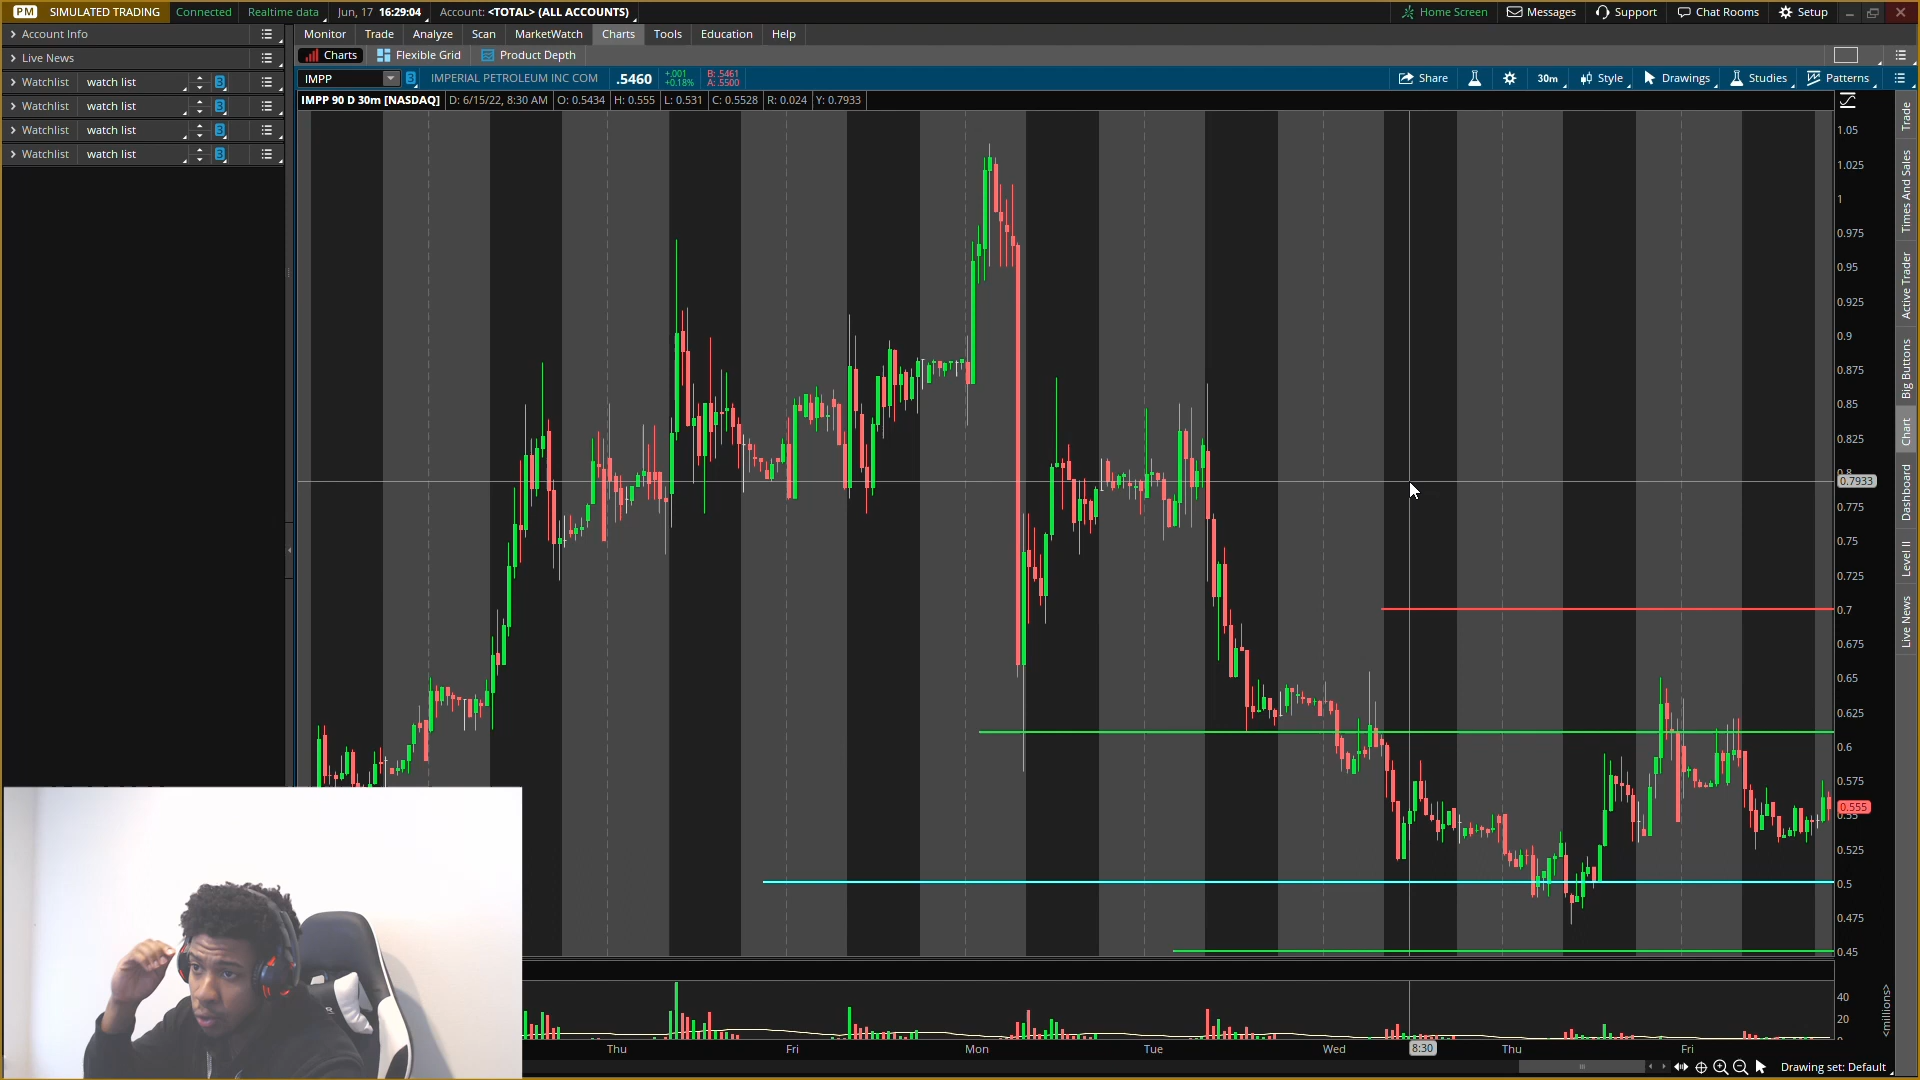 PM SIMULATED TRADING Connected Realtime data Jun, 17 16:29:04 Account: <TOTAL> (ALL ACCOUNTS) Home Screen Messages Support Chat Rooms Setup
Account Info
Live News
Watchlist watch list 3
Watchlist watch list 3
Watchlist watch list 3
Watchlist watch list 3
Monitor Trade Analyze Scan MarketWatch Charts Tools Education Help
Charts Flexible Grid Product Depth
IMPP 3 IMPERIAL PETROLEUM INC COM .5460 +.001 +0.18% B: .5461 A: .5500 Share 30m Style Drawings Studies Patterns
IMPP 90 D 30m [NASDAQ] D: 6/15/22, 8:30 AM O: 0.5434 H: 0.555 L: 0.531 C: 0.5528 R: 0.024 Y: 0.7933
1.05
1.025
1
0.975
0.95
0.925
0.9
0.875
0.85
0.825
0.8
0.7933
0.775
0.75
0.725
0.7
0.675
0.65
0.625
0.6
0.575
0.555
0.55
0.525
0.5
0.475
0.45
40
20
<millions>
Thu Fri Mon Tue Wed 8:30 Thu Fri
Drawing set: Default
Trade
Times And Sales
Active Trader
Big Buttons
Chart
Dashboard
Level II
Live News